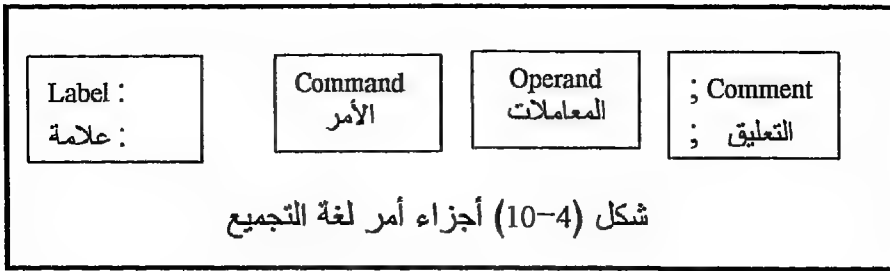 Label :
علامة :
Command
الأمر
Operand
المعاملات
; Comment
; التعليق
شكل (4-10) أجزاء أمر لغة التجميع